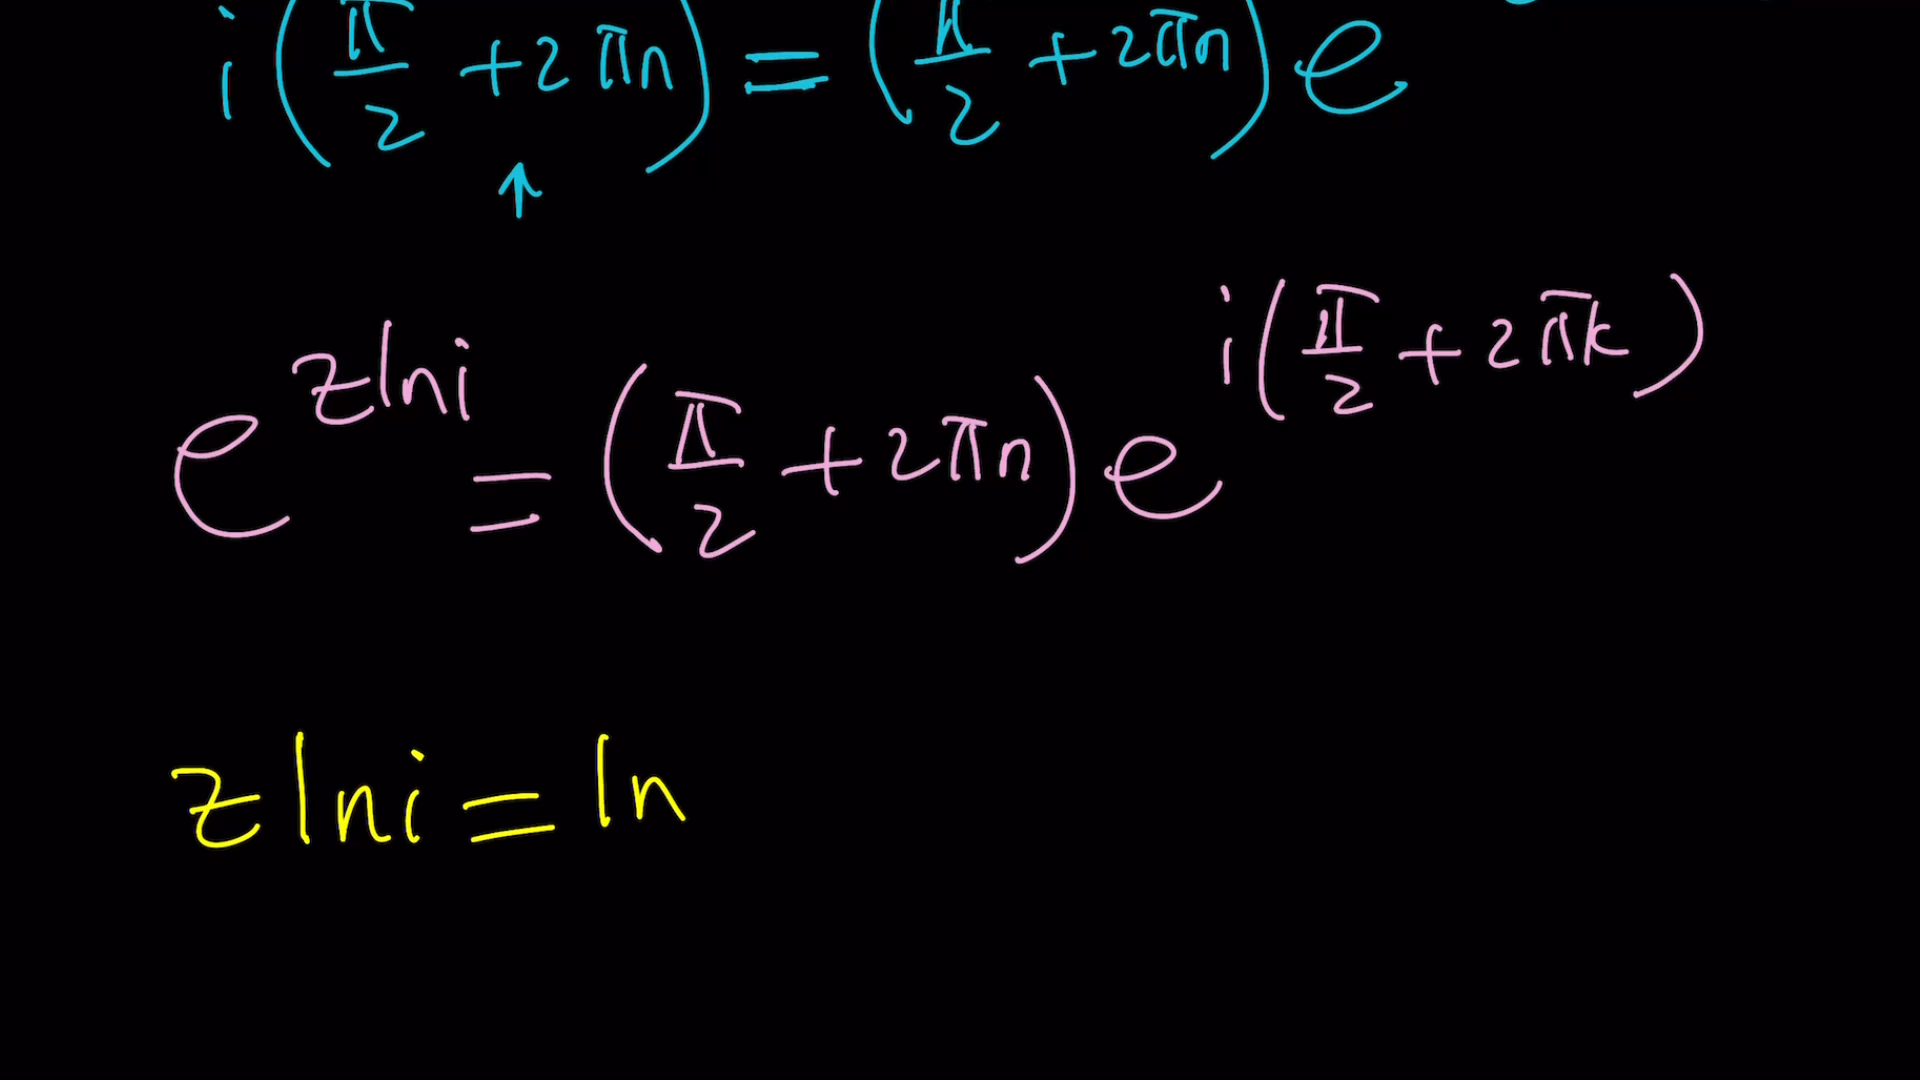 i(π/2 + 2πn) = (π/2 + 2πn) e
e^(z ln i) = (π/2 + 2πn) e^(i(π/2 + 2πk))
z ln i = ln